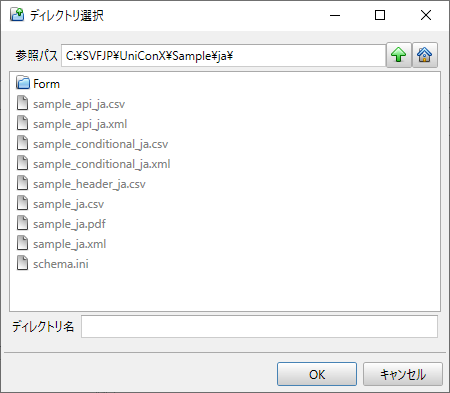 ディレクトリ選択
参照パス C:¥SVFJP¥UniConX¥Sample¥ja¥
Form
sample_api_ja.csv
sample_api_ja.xml
sample_conditional_ja.csv
sample_conditional_ja.xml
sample_header_ja.csv
sample_ja.csv
sample_ja.pdf
sample_ja.xml
schema.ini
ディレクトリ名
OK キャンセル